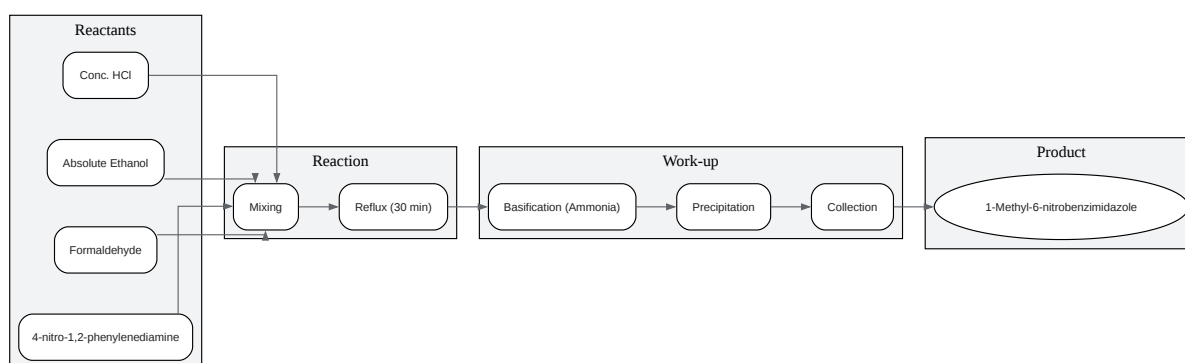 Reactants
Conc. HCl
Absolute Ethanol
Formaldehyde
4-nitro-1,2-phenylenediamine
Reaction
Mixing
Reflux (30 min)
Work-up
Basification (Ammonia)
Precipitation
Collection
Product
1-Methyl-6-nitrobenzimidazole